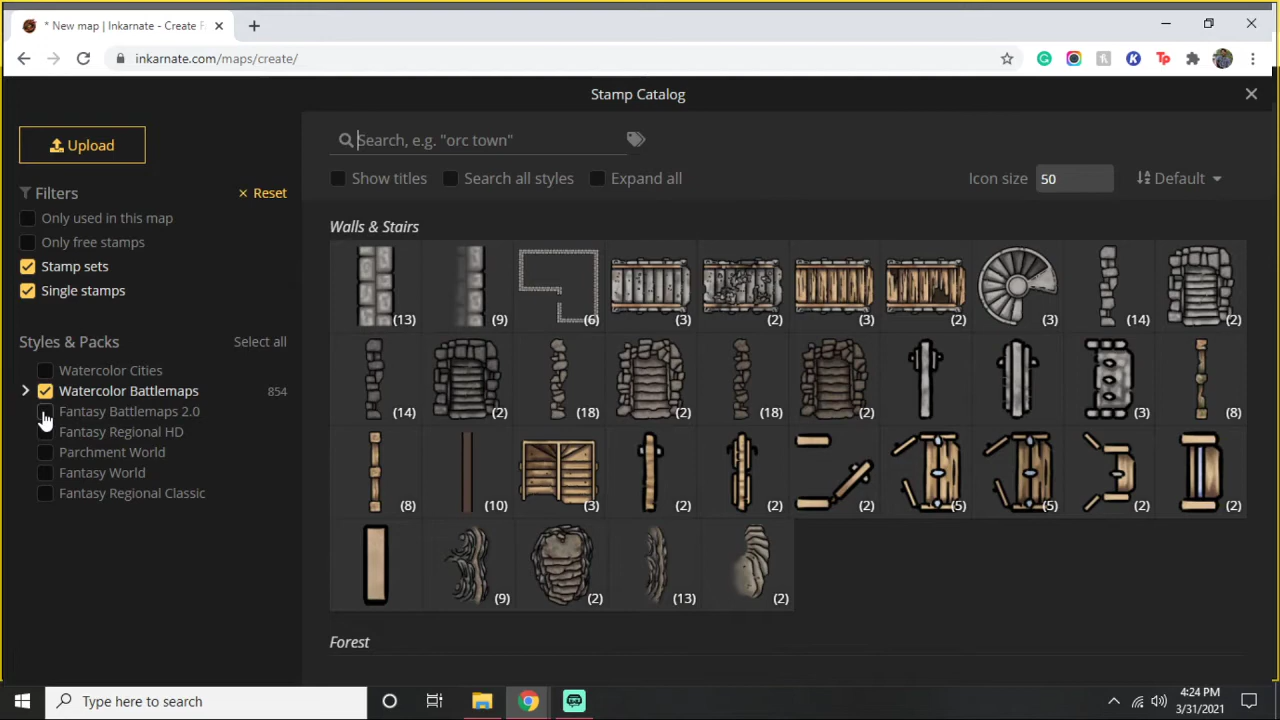 * New map | Inkarnate - Create F
inkarnate.com/maps/create/
Tp
Stamp Catalog
Upload
Search, e.g. "orc town"
Show titles
Search all styles
Expand all
Icon size
50
Default
Filters
Reset
Only used in this map
Only free stamps
Stamp sets
Single stamps
Styles & Packs
Select all
Watercolor Cities
Watercolor Battlemaps
854
Fantasy Battlemaps 2.0
Fantasy Regional HD
Parchment World
Fantasy World
Fantasy Regional Classic
Walls & Stairs
(13) (9) (6) (3) (2) (3) (2) (3) (14) (2)
(14) (2) (18) (2) (18) (2) (3) (8)
(8) (10) (3) (2) (2) (2) (5) (5) (2) (2)
(9) (2) (13) (2)
Forest
Type here to search
4:24 PM
3/31/2021